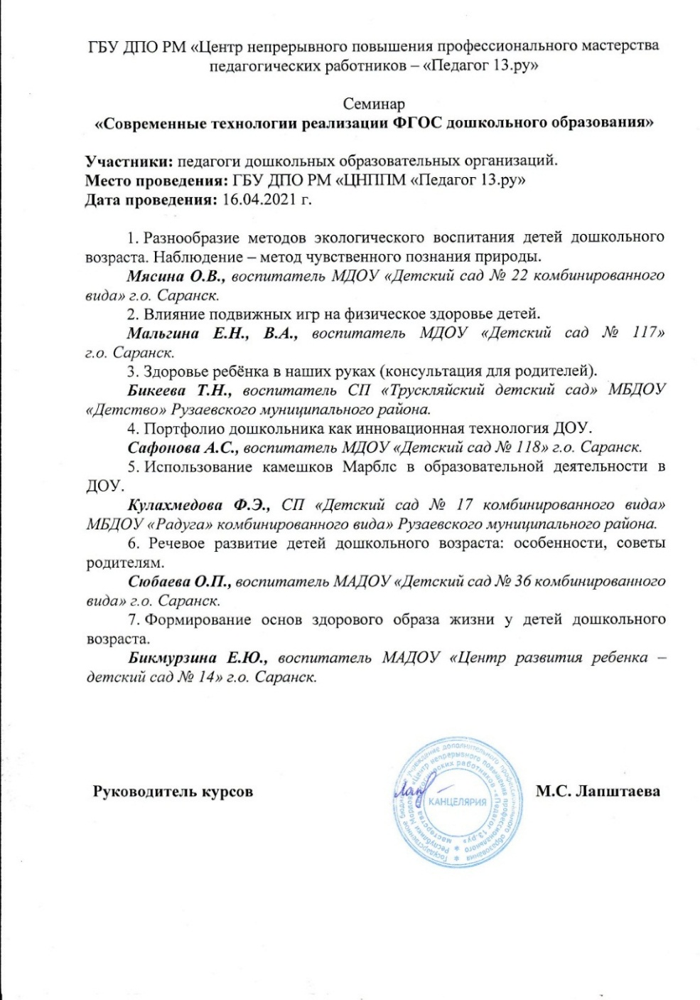 ГБУ ДПО РМ «Центр непрерывного повышения профессионального мастерства
педагогических работников – «Педагог 13.ру»
Семинар
«Современные технологии реализации ФГОС дошкольного образования»
Участники: педагоги дошкольных образовательных организаций.
Место проведения: ГБУ ДПО РМ «ЦНППМ «Педагог 13.ру»
Дата проведения: 16.04.2021 г.
1. Разнообразие методов экологического воспитания детей дошкольного
возраста. Наблюдение – метод чувственного познания природы.
Мясина О.В., воспитатель МДОУ «Детский сад № 22 комбинированного
вида» г.о. Саранск.
2. Влияние подвижных игр на физическое здоровье детей.
Мальгина Е.Н., В.А., воспитатель МДОУ «Детский сад № 117»
г.о. Саранск.
3. Здоровье ребёнка в наших руках (консультация для родителей).
Бикеева Т.Н., воспитатель СП «Трускляйский детский сад» МБДОУ
«Детство» Рузаевского муниципального района.
4. Портфолио дошкольника как инновационная технология ДОУ.
Сафонова А.С., воспитатель МДОУ «Детский сад № 118» г.о. Саранск.
5. Использование камешков Марблс в образовательной деятельности в
ДОУ.
Кулахмедова Ф.Э., СП «Детский сад № 17 комбинированного вида»
МБДОУ «Радуга» комбинированного вида» Рузаевского муниципального района.
6. Речевое развитие детей дошкольного возраста: особенности, советы
родителям.
Сюбаева О.П., воспитатель МАДОУ «Детский сад № 36 комбинированного
вида» г.о. Саранск.
7. Формирование основ здорового образа жизни у детей дошкольного
возраста.
Бикмурзина Е.Ю., воспитатель МАДОУ «Центр развития ребенка –
детский сад № 14» г.о. Саранск.
Руководитель курсов
М.С. Лапштаева
Государственное учреждение дополнительного профессионального образования
Республики «Центр непрерывного повышения профессионального
мастерства работников - «Педагог 13.ру»
КАНЦЕЛЯРИЯ